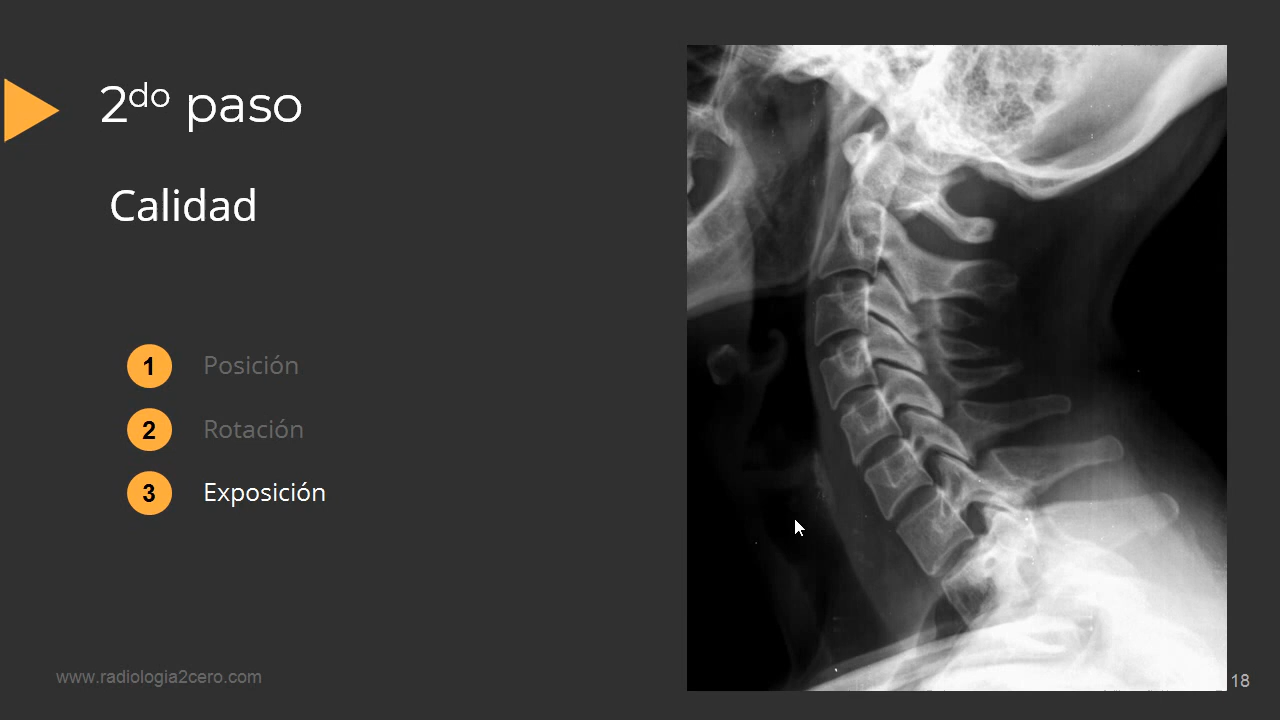 2do paso
Calidad
1 Posición
2 Rotación
3 Exposición
www.radiologia2cero.com
18